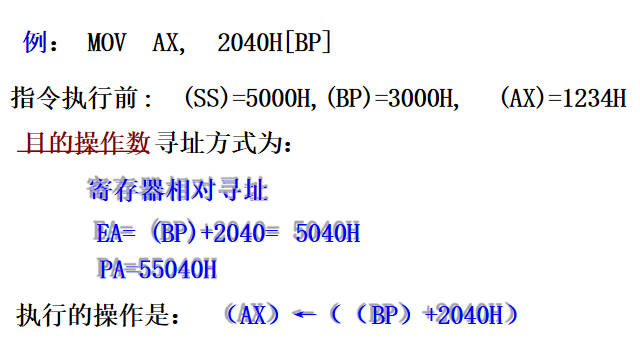 例： MOV AX, 2040H[BP]
指令执行前： (SS)=5000H,(BP)=3000H, (AX)=1234H
目的操作数寻址方式为：
寄存器相对寻址
EA= (BP)+2040= 5040H
PA=55040H
执行的操作是： （AX）←（（BP）+2040H）